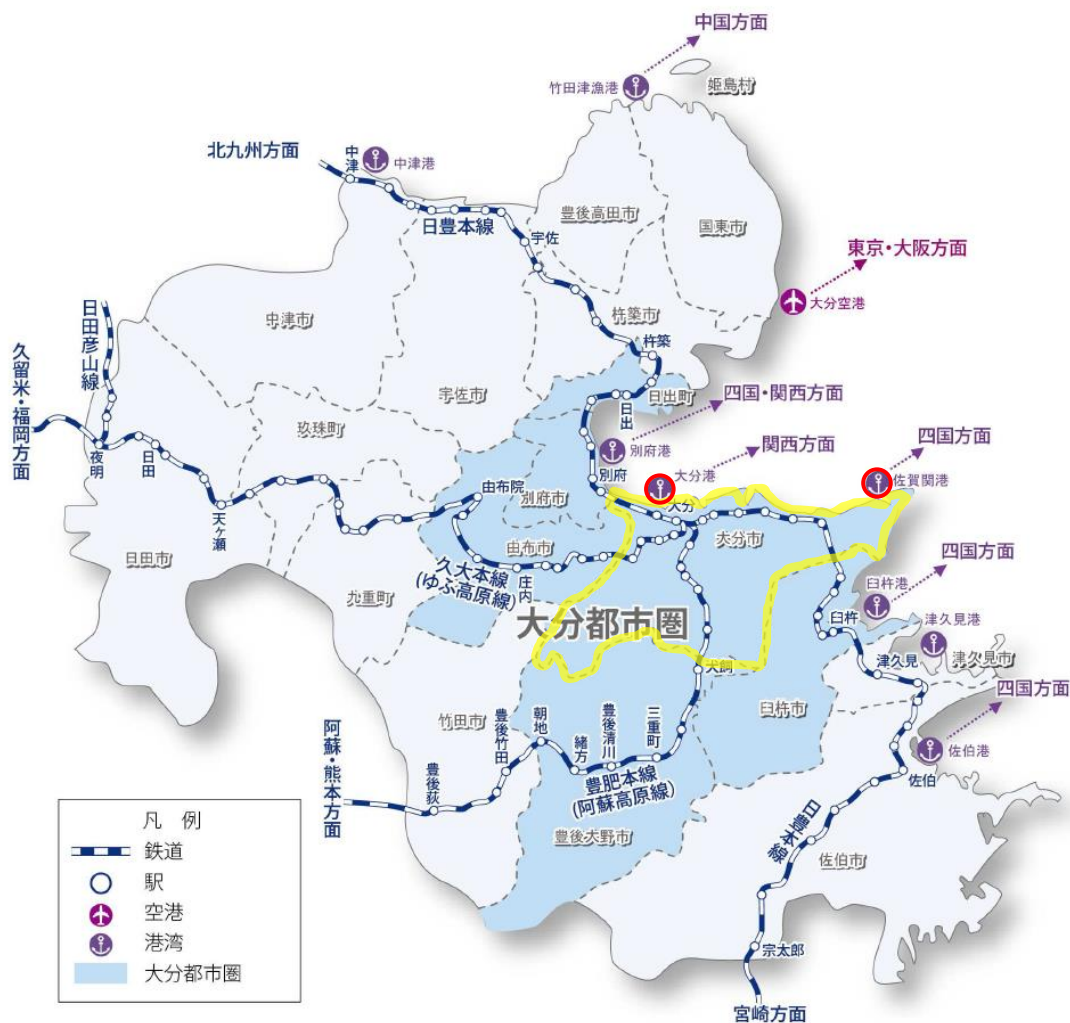 中国方面
竹田津漁港
姫島村
北九州方面
中津
中津港
日豊本線
宇佐
豊後高田市
国東市
東京・大阪方面
大分空港
中津市
杵築市
杵築
日田彦山線
久留米・福岡方面
宇佐市
日出町
日出
四国・関西方面
別府港
関西方面
大分港
四国方面
佐賀関港
玖珠町
夜明
日田
天ヶ瀬
由布院
別府市
別府
大分
大分市
日田市
由布市
久大本線
(ゆふ高原線)
庄内
九重町
大分都市圏
四国方面
臼杵港
臼杵
津久見港
津久見
津久見市
犬飼
臼杵市
四国方面
佐伯港
佐伯
竹田市
朝地
豊後竹田
緒方
豊後清川
三重町
豊後荻
阿蘇・熊本方面
豊肥本線
(阿蘇高原線)
豊後大野市
日豊本線
佐伯市
宗太郎
宮崎方面
凡 例
鉄道
駅
空港
港湾
大分都市圏